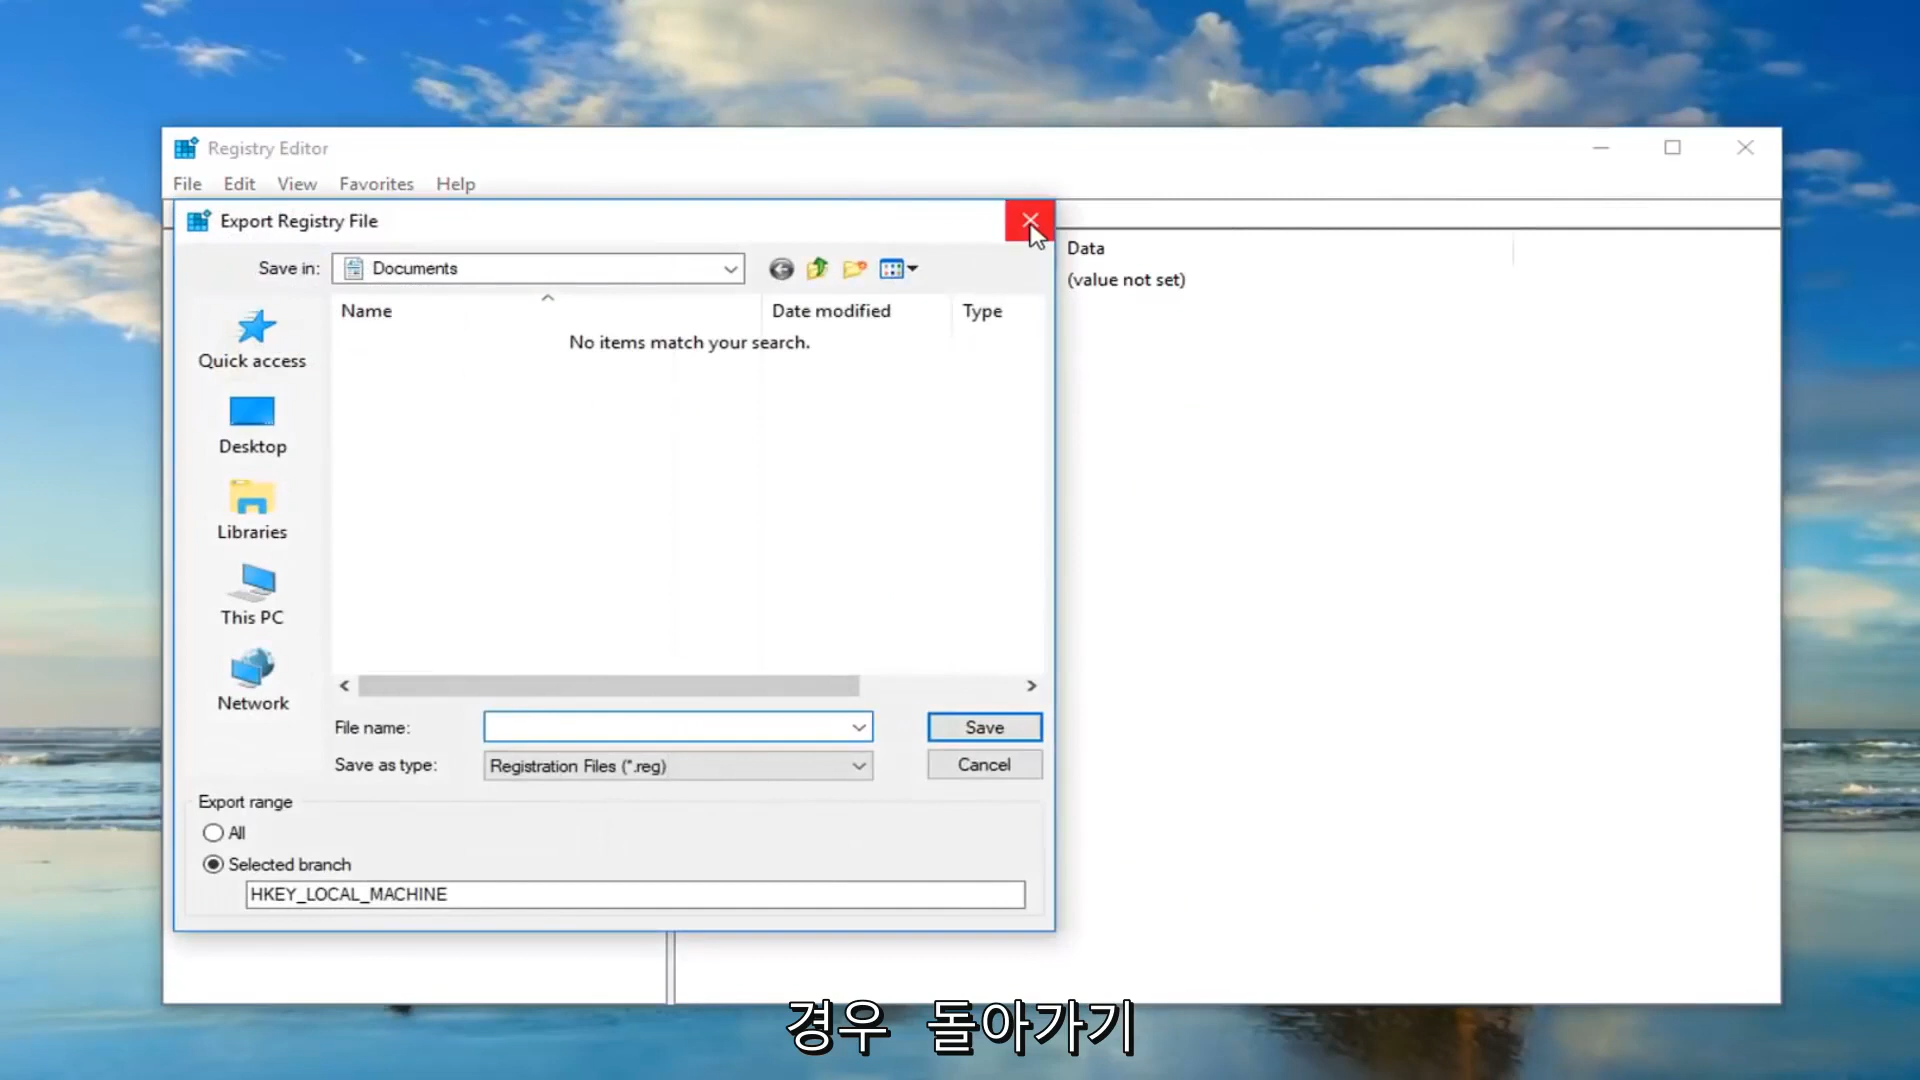 Registry Editor
File Edit View Favorites Help
Export Registry File
Data
Save in: Documents
(value not set)
Name Date modified Type
No items match your search.
Quick access
Desktop
Libraries
This PC
Network
File name: Save
Save as type: Registration Files (*.reg) Cancel
Export range
All
Selected branch
HKEY_LOCAL_MACHINE
경우 돌아가기